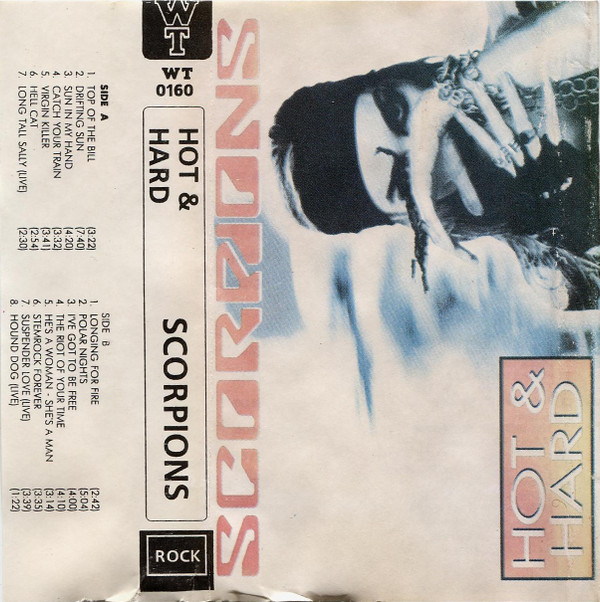 SCORPIONS
HOT &
HARD
WT
WT
0160
HOT &
HARD
SCORPIONS
ROCK
SIDE A
1. TOP OF THE BILL (3:22)
2. DRIFTING SUN (7:40)
3. SUN IN MY HAND (4:20)
4. CATCH YOUR TRAIN (3:32)
5. VIRGIN KILLER (3:41)
6. HELL CAT (2:54)
7. LONG TALL SALLY (LIVE) (2:30)
SIDE B
1. LONGING FOR FIRE (2:42)
2. POLAR NIGHTS (5:04)
3. I'VE GOT TO BE FREE (4:00)
4. THE RIOT OF YOUR TIME (4:10)
5. HE'S A WOMAN - SHE'S A MAN (3:14)
6. STEMROCK FOREVER (3:35)
7. SUSPENDER LOVE (LIVE) (3:39)
8. HOUND DOG (LIVE) (1:22)